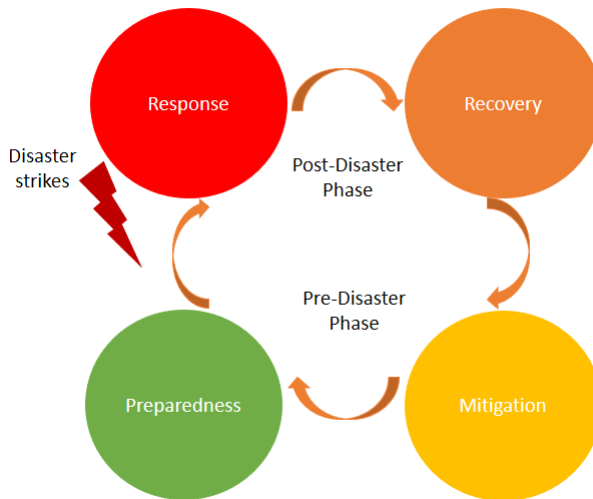 Response
Recovery
Disaster
strikes
Post-Disaster
Phase
Pre-Disaster
Phase
Preparedness
Mitigation